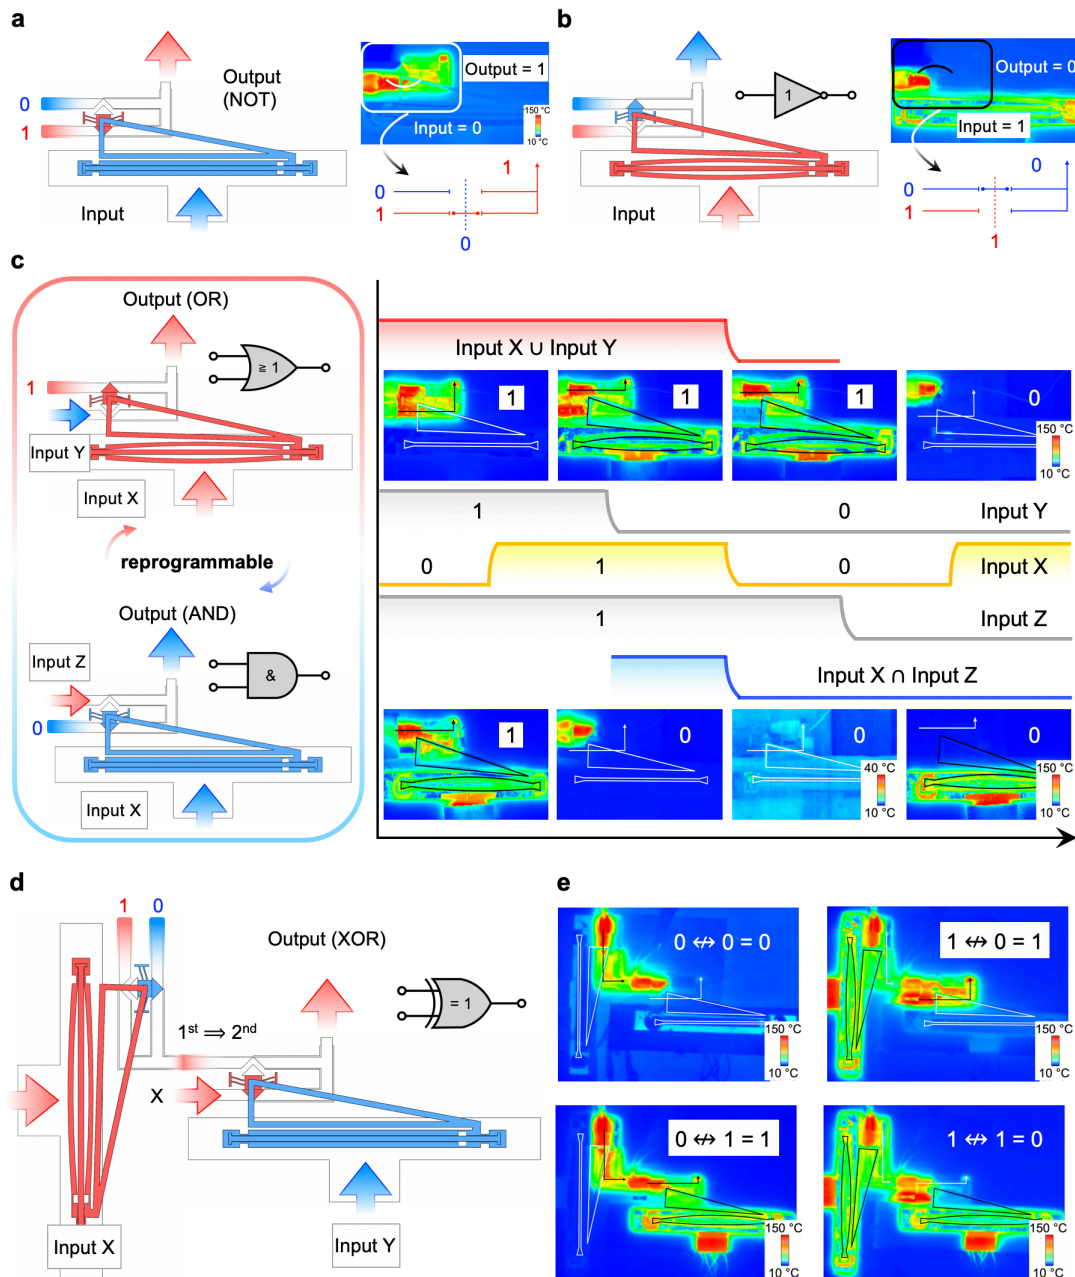 a
Output
(NOT)
0
1
Input
Output = 1
Input = 0
150 °C
10 °C
0
1
1
0
b
0
1
Input
1
Output = 0
Input = 1
150 °C
10 °C
0
1
0
1
c
Output (OR)
≧ 1
1
Input Y
Input X
reprogrammable
Output (AND)
&
Input Z
0
Input X
Input X ∪ Input Y
1
1
1
0
150 °C
10 °C
1
0
Input Y
0
1
0
Input X
1
Input Z
Input X ∩ Input Z
1
0
0
40 °C
10 °C
0
150 °C
10 °C
d
1
0
Output (XOR)
= 1
1st ⇒ 2nd
X
Input X
Input Y
e
0 ↮ 0 = 0
150 °C
10 °C
1 ↮ 0 = 1
150 °C
10 °C
0 ↮ 1 = 1
150 °C
10 °C
1 ↮ 1 = 0
150 °C
10 °C